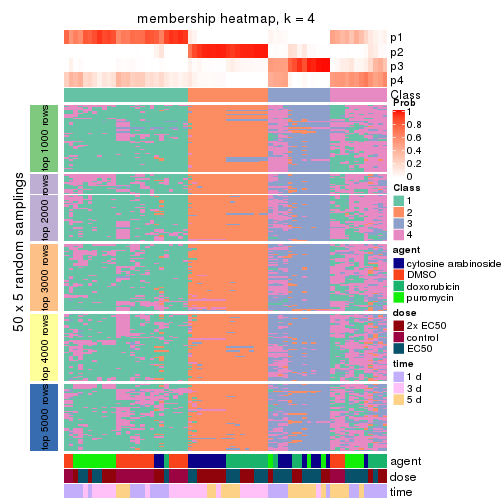 membership heatmap, k = 4
p1
p2
p3
p4
Class
50 x 5 random samplings
top 1000 rows
top 2000 rows
top 3000 rows
top 4000 rows
top 5000 rows
Prob
1
0.8
0.6
0.4
0.2
0
Class
1
2
3
4
agent
cytosine arabinoside
DMSO
doxorubicin
puromycin
dose
2x EC50
control
EC50
time
1 d
3 d
5 d
agent
dose
time